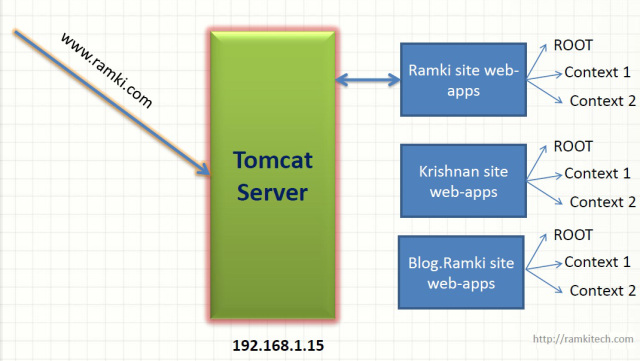 www.ramki.com
Tomcat
Server
192.168.1.15
Ramki site web-
apps
ROOT
Context 1
Context 2
Krishnan site
web-apps
ROOT
Context 1
Context 2
Blog.Ramki site
web-apps
ROOT
Context 1
Context 2
http://ramkitech.com